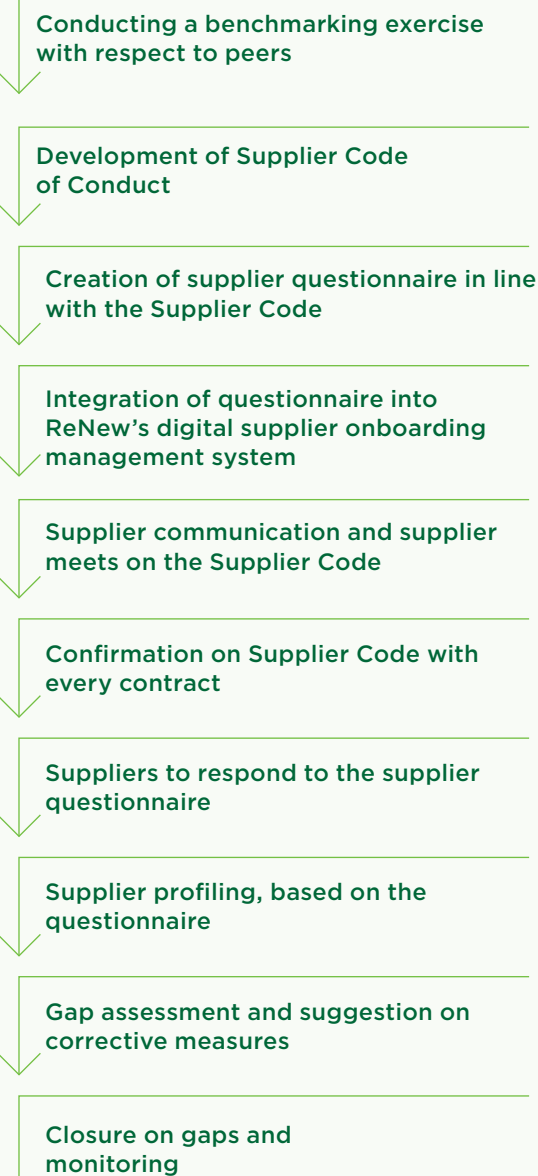 Conducting a benchmarking exercise
with respect to peers
Development of Supplier Code
of Conduct
Creation of supplier questionnaire in line
with the Supplier Code
Integration of questionnaire into
ReNew’s digital supplier onboarding
management system
Supplier communication and supplier
meets on the Supplier Code
Confirmation on Supplier Code with
every contract
Suppliers to respond to the supplier
questionnaire
Supplier profiling, based on the
questionnaire
Gap assessment and suggestion on
corrective measures
Closure on gaps and
monitoring